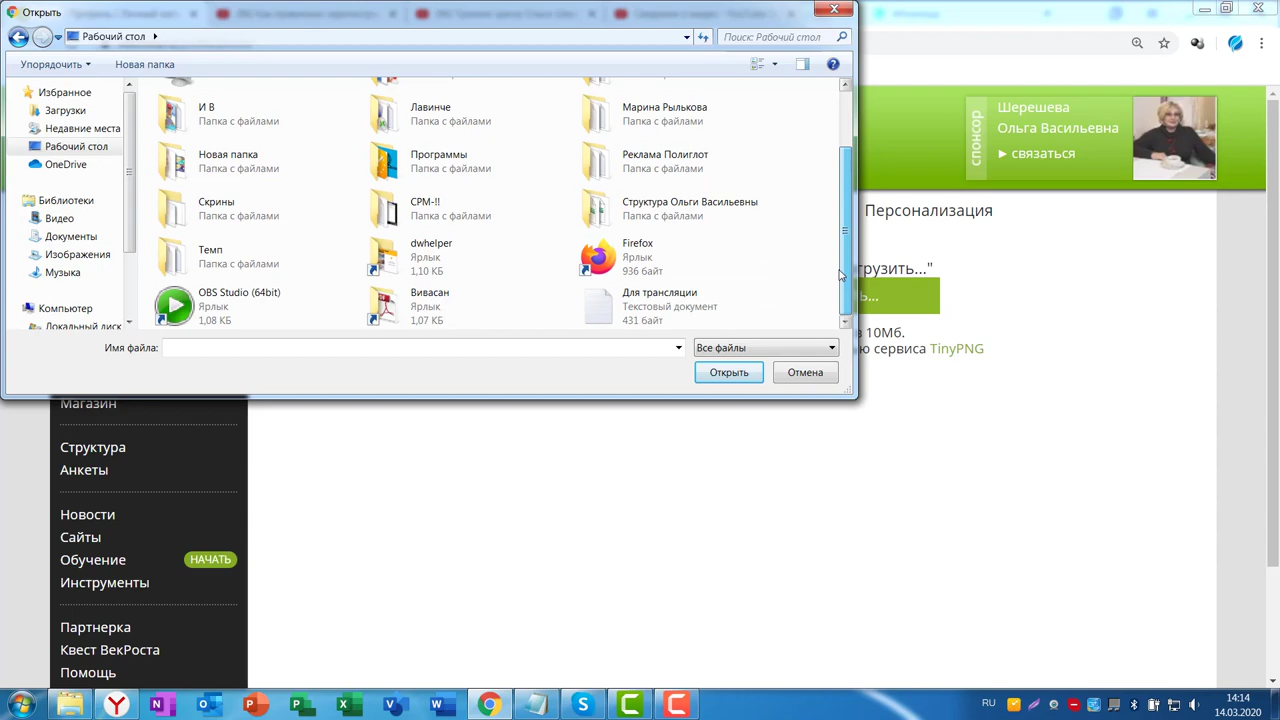 Открыть
Рабочий стол
Поиск: Рабочий стол
Упорядочить
Новая папка
Избранное
Загрузки
Недавние места
Рабочий стол
OneDrive
Библиотеки
Видео
Документы
Изображения
Музыка
Компьютер
Локальный диск
И В
Папка с файлами
Лавинче
Папка с файлами
Марина Рылькова
Папка с файлами
Новая папка
Папка с файлами
Программы
Папка с файлами
Реклама Полиглот
Папка с файлами
Скрины
Папка с файлами
СРМ-!!
Папка с файлами
Структура Ольги Васильевны
Папка с файлами
Темп
Папка с файлами
dwhelper
Ярлык
1,10 КБ
Firefox
Ярлык
936 байт
OBS Studio (64bit)
Ярлык
1,08 КБ
Вивасан
Ярлык
1,07 КБ
Для трансляции
Текстовый документ
431 байт
Имя файла:
Все файлы
Открыть
Отмена
спонсор
Шерешева
Ольга Васильевна
связаться
Персонализация
рузить..."
ь...
в 10Мб.
ю сервиса TinyPNG
Магазин
Структура
Анкеты
Новости
Сайты
Обучение
НАЧАТЬ
Инструменты
Партнерка
Квест ВекРоста
Помощь
RU
14:14
14.03.2020